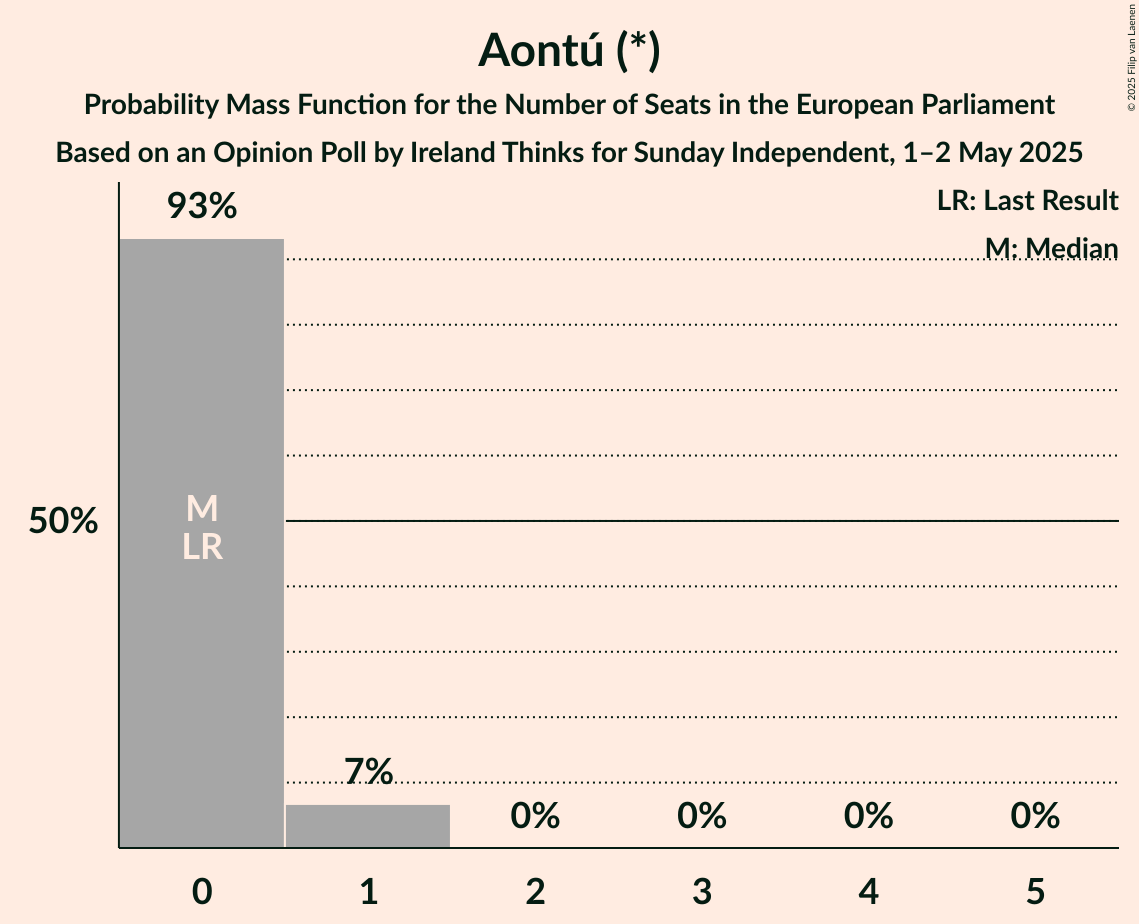 Aontú (*)
Probability Mass Function for the Number of Seats in the European Parliament
Based on an Opinion Poll by Ireland Thinks for Sunday Independent, 1–2 May 2025
© 2025 Filip van Laenen
LR: Last Result
M: Median
93%
50%
M
LR
7%
0%
0%
0%
0%
0
1
2
3
4
5